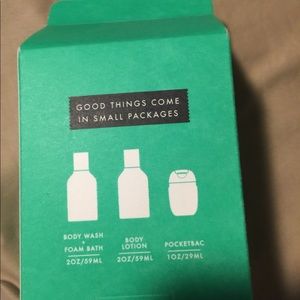 GOOD THINGS COME
IN SMALL PACKAGES
BODY WASH
+
FOAM BATH
2OZ/59ML
BODY
LOTION
2OZ/59ML
POCKETBAC
1OZ/29ML